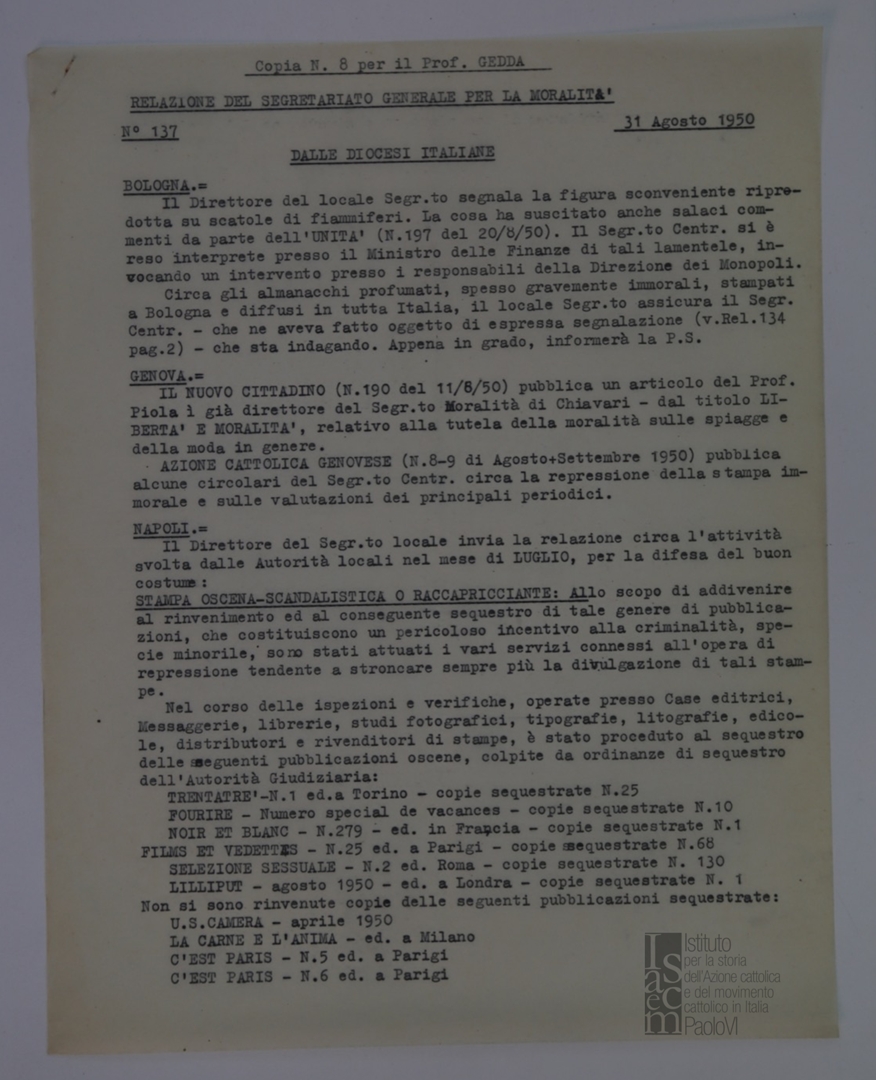 Copia N. 8 per il Prof. GEDDA
RELAZIONE DEL SEGRETARIATO GENERALE PER LA MORALITA'
N° 137
31 Agosto 1950
DALLE DIOCESI ITALIANE
BOLOGNA.=
Il Direttore del locale Segr.to segnala la figura sconveniente ripro-
dotta su scatole di fiammiferi. La cosa ha suscitato anche salaci com-
menti da parte dell'UNITA' (N.197 del 20/8/50). Il Segr.to Centr. si è
reso interprete presso il Ministro delle Finanze di tali lamentele, in-
vocando un intervento presso i responsabili della Direzione dei Monopoli.
Circa gli almanacchi profumati, spesso gravemente immorali, stampati
a Bologna e diffusi in tutta Italia, il locale Segr.to assicura il Segr.
Centr. - che ne aveva fatto oggetto di espressa segnalazione (v.Rel.134
pag.2) - che sta indagando. Appena in grado, informerà la P.S.
GENOVA.=
IL NUOVO CITTADINO (N.190 del 11/8/50) pubblica un articolo del Prof.
Piola ì già direttore del Segr.to Moralità di Chiavari - dal titolo LI-
BERTA' E MORALITA', relativo alla tutela della moralità sulle spiagge e
della moda in genere.
AZIONE CATTOLICA GENOVESE (N.8-9 di Agosto+Settembre 1950) pubblica
alcune circolari del Segr.to Centr. circa la repressione della stampa im-
morale e sulle valutazioni dei principali periodici.
NAPOLI.=
Il Direttore del Segr.to locale invia la relazione circa l'attività
svolta dalle Autorità locali nel mese di LUGLIO, per la difesa del buon
costume:
STAMPA OSCENA-SCANDALISTICA O RACCAPRICCIANTE: Allo scopo di addivenire
al rinvenimento ed al conseguente sequestro di tale genere di pubblica-
zioni, che costituiscono un pericoloso incentivo alla criminalità, spe-
cie minorile, sono stati attuati i vari servizi connessi all'opera di
repressione tendente a stroncare sempre più la divulgazione di tali stam-
pe.
Nel corso delle ispezioni e verifiche, operate presso Case editrici,
Messaggerie, librerie, studi fotografici, tipografie, litografie, edico-
le, distributori e rivenditori di stampe, è stato proceduto al sequestro
delle seguenti pubblicazioni oscene, colpite da ordinanze di sequestro
dell'Autorità Giudiziaria:
TRENTATRE'-N.1 ed.a Torino - copie sequestrate N.25
FOURIRE - Numero special de vacances - copie sequestrate N.10
NOIR ET BLANC - N.279 - ed. in Francia - copie sequestrate N.1
FILMS ET VEDETTES - N.25 ed. a Parigi - copie sequestrate N.68
SELEZIONE SESSUALE - N.2 ed. Roma - copie sequestrate N. 130
LILLIPUT - agosto 1950 - ed. a Londra - copie sequestrate N. 1
Non si sono rinvenute copie delle seguenti pubblicazioni sequestrate:
U.S.CAMERA - aprile 1950
LA CARNE E L'ANIMA - ed. a Milano
C'EST PARIS - N.5 ed. a Parigi
C'EST PARIS - N.6 ed. a Parigi
Isacem
Istituto
per la storia
dell'Azione cattolica
e del movimento
cattolico in Italia
PaoloVI